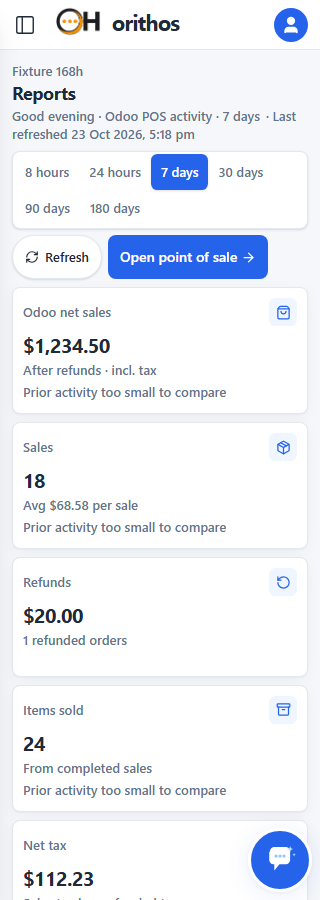 OH orithos
Fixture 168h
Reports
Good evening · Odoo POS activity · 7 days · Last
refreshed 23 Oct 2026, 5:18 pm
8 hours 24 hours 7 days 30 days
90 days 180 days
Refresh Open point of sale →
Odoo net sales
$1,234.50
After refunds · incl. tax
Prior activity too small to compare
Sales
18
Avg $68.58 per sale
Prior activity too small to compare
Refunds
$20.00
1 refunded orders
Items sold
24
From completed sales
Prior activity too small to compare
Net tax
$112.23